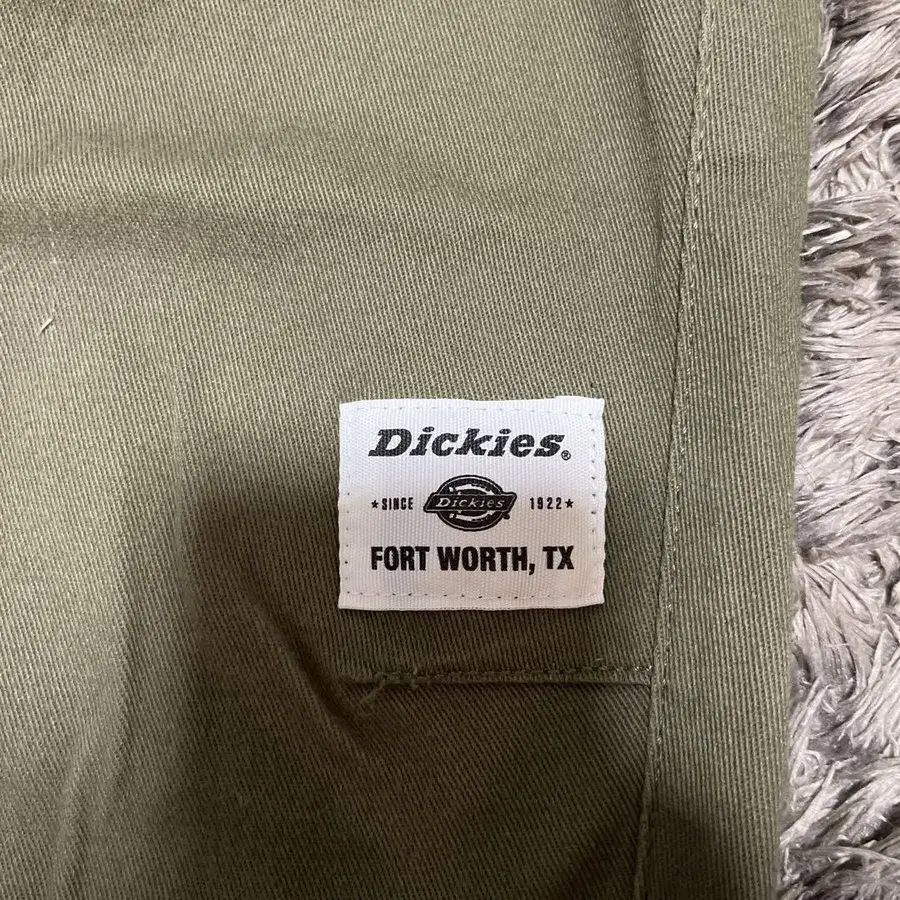 Dickies®
★SINCE Dickies® 1922★
FORT WORTH, TX